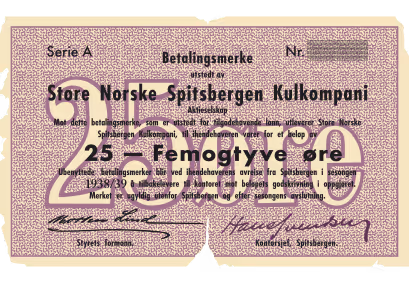 Serie A
Nr.
Betalingsmerke
utstedt av
Store Norske Spitsbergen Kulkompani
Aktieselskap
Mot dette betalingsmerke, som er utstedt for tilgodehavende lønn, utleverer Store Norske
Spitsbergen Kulkompani, til ihendehaveren varer for et beløp av
25 — Femogtyve øre
Ubenyttede betalingsmerker blir ved ihendehaverens avreise fra Spitsbergen i sesongen
1938/39 å tilbakelevere til kontoret mot beløpets godskrivning i oppgjøret.
Merket er ugyldig utenfor Spitsbergen og efter sesongens avslutning.
25 øre
Styrets formann.
Kontorsjef, Spitsbergen.